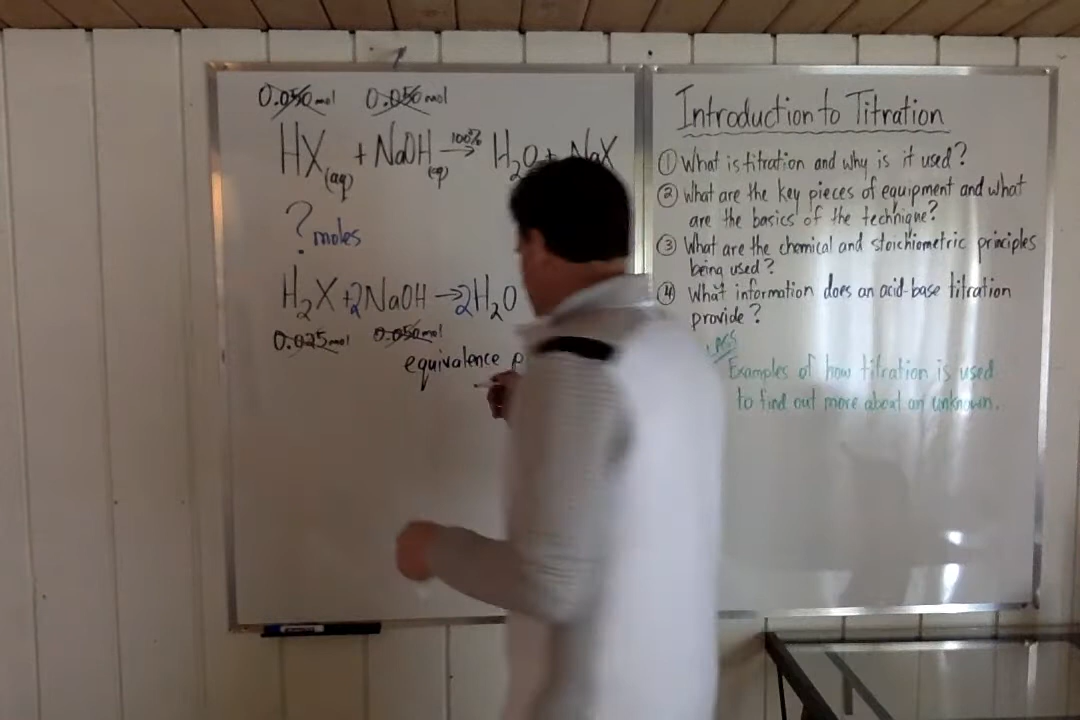 0.050 mol 0.050 mol
HX(aq) + NaOH(aq) 100%→ H₂O + NaX
? moles
H₂X + 2NaOH → 2H₂O
0.025 mol 0.050 mol
equivalence p
Introduction to Titration
① What is titration and why is it used?
② What are the key pieces of equipment and what
are the basics of the technique?
③ What are the chemical and stoichiometric principles
being used?
④ What information does an acid-base titration
provide?
Examples of how titration is used
to find out more about an unknown.